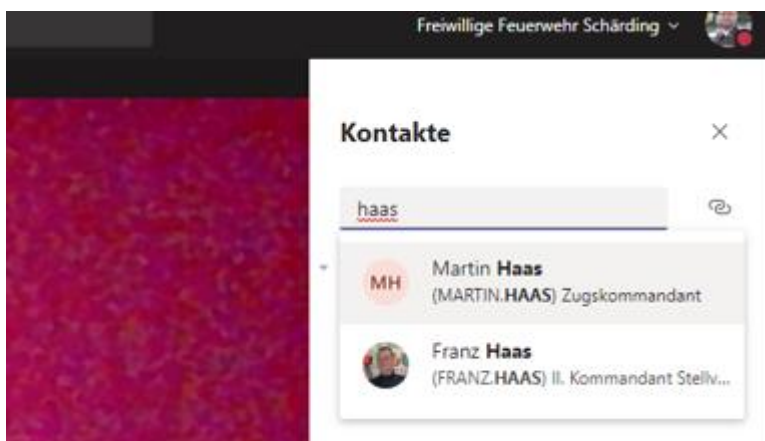 Freiwillige Feuerwehr Schärding
Kontakte
haas
MH
Martin Haas
(MARTIN.HAAS) Zugskommandant
Franz Haas
(FRANZ.HAAS) II. Kommandant Stellv...